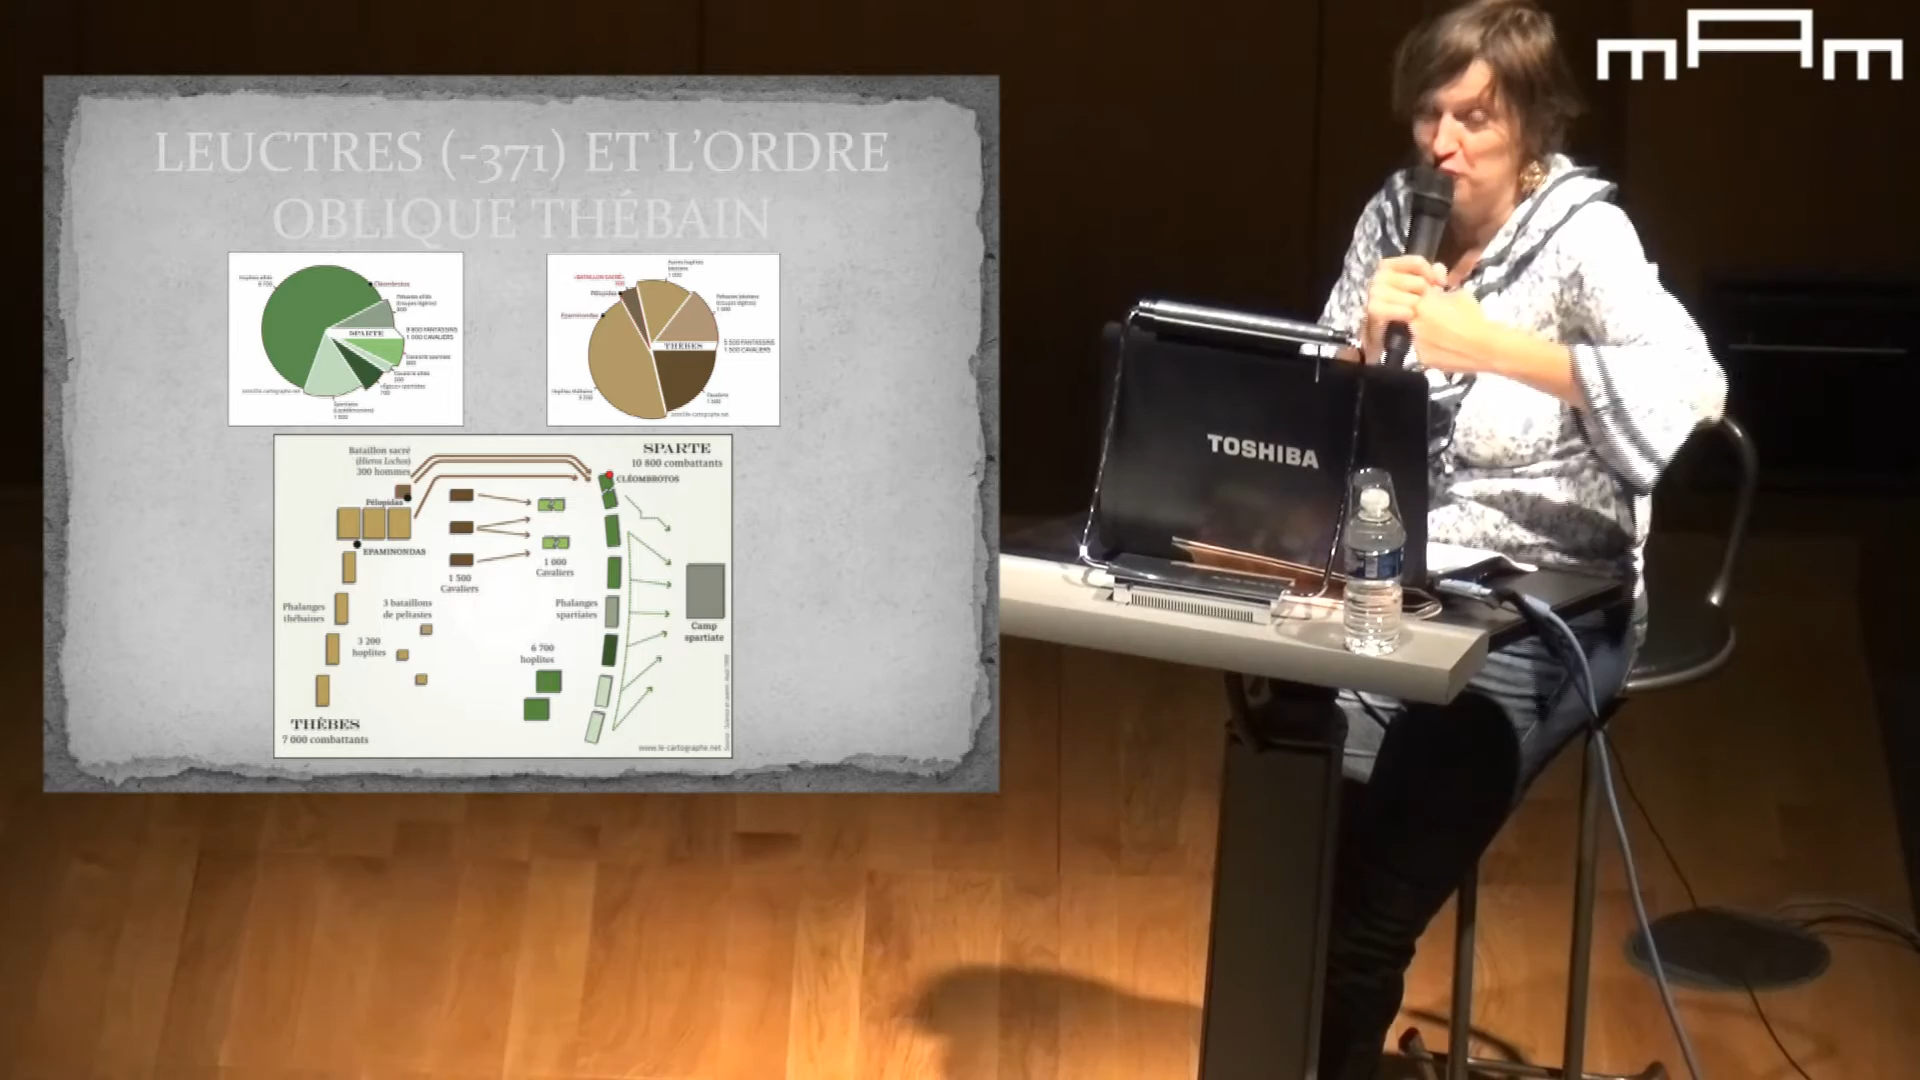 mAm
LEUCTRES (-371) ET L'ORDRE
OBLIQUE THÉBAIN
Cléombrotos
SPARTE
9 800 FANTASSINS
1 000 CAVALIERS
«BATAILLON SACRÉ»
Pélopidas
Épaminondas
THÈBES
5 500 FANTASSINS
1 500 CAVALIERS
Bataillon sacré
(Hieros Lochos)
300 hommes
Pélopidas
EPAMINONDAS
SPARTE
10 800 combattants
CLÉOMBROTOS
1 500
Cavaliers
1 000
Cavaliers
Phalanges
thébaines
3 bataillons
de peltastes
3 200
hoplites
Phalanges
spartiates
6 700
hoplites
Camp
spartiate
THÈBES
7 000 combattants
www.le-cartographe.net
TOSHIBA